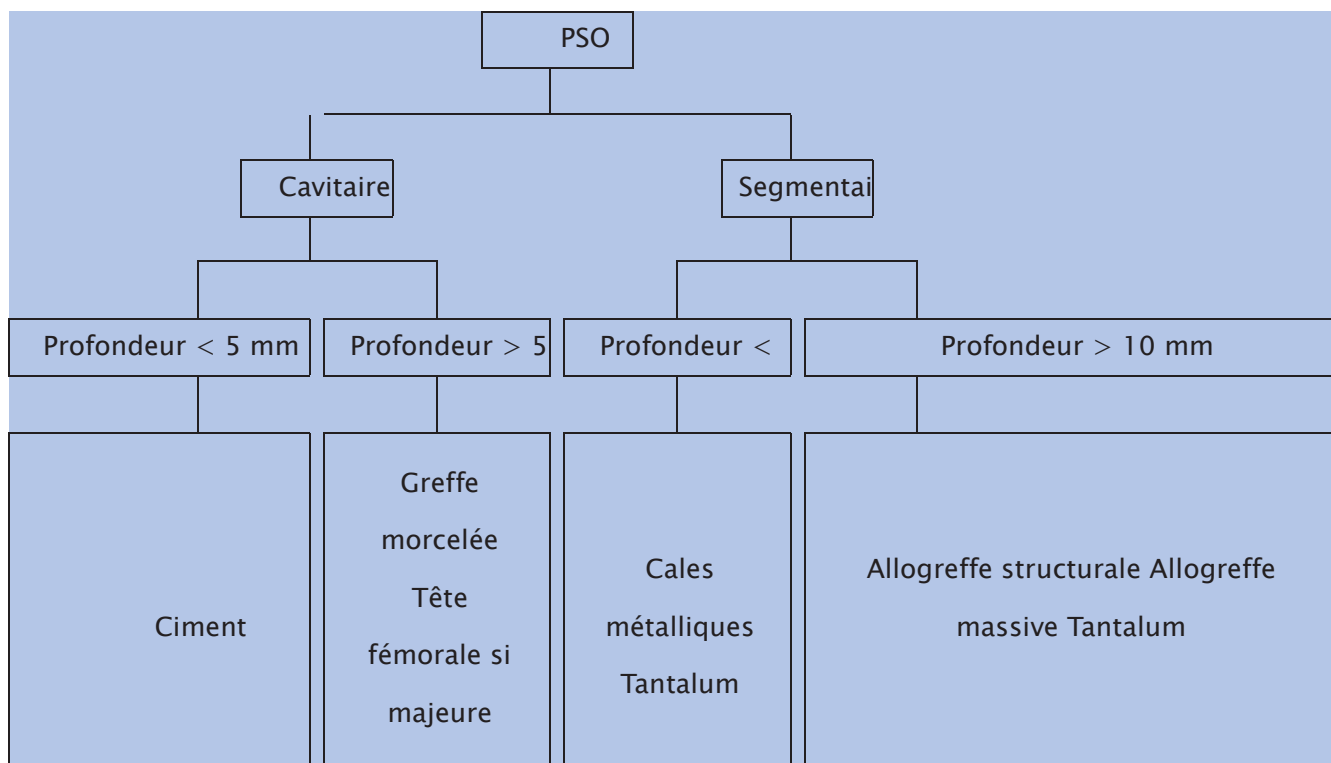 PSO
Cavitaire
Segmentai
Profondeur < 5 mm
Profondeur > 5
Profondeur <
Profondeur > 10 mm
Ciment
Greffe
morcelée
Tête
fémorale si
majeure
Cales
métalliques
Tantalum
Allogreffe structurale Allogreffe
massive Tantalum